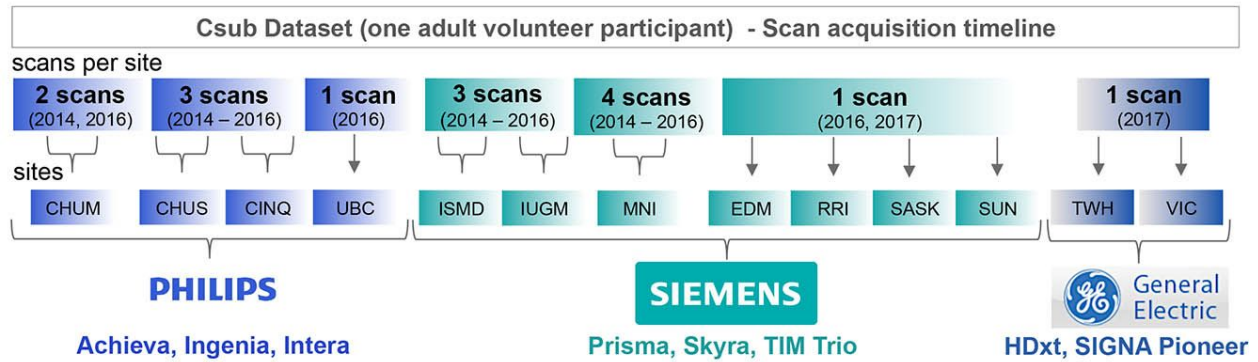 Csub Dataset (one adult volunteer participant) - Scan acquisition timeline
scans per site
2 scans
(2014, 2016)
3 scans
(2014 – 2016)
1 scan
(2016)
3 scans
(2014 – 2016)
4 scans
(2014 – 2016)
1 scan
(2016, 2017)
1 scan
(2017)
sites
CHUM
CHUS
CINQ
UBC
ISMD
IUGM
MNI
EDM
RRI
SASK
SUN
TWH
VIC
PHILIPS
SIEMENS
GE
General
Electric
Achieva, Ingenia, Intera
Prisma, Skyra, TIM Trio
HDxt, SIGNA Pioneer